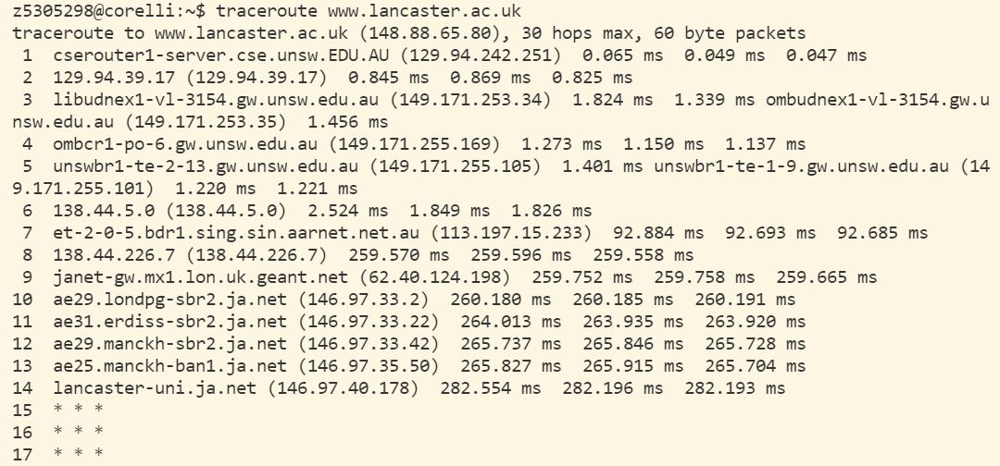 z5305298@corelli:~$ traceroute www.lancaster.ac.uk
traceroute to www.lancaster.ac.uk (148.88.65.80), 30 hops max, 60 byte packets
 1  cserouter1-server.cse.unsw.EDU.AU (129.94.242.251)  0.065 ms  0.049 ms  0.047 ms
 2  129.94.39.17 (129.94.39.17)  0.845 ms  0.869 ms  0.825 ms
 3  libudnex1-vl-3154.gw.unsw.edu.au (149.171.253.34)  1.824 ms  1.339 ms ombudnex1-vl-3154.gw.u
nsw.edu.au (149.171.253.35)  1.456 ms
 4  ombcr1-po-6.gw.unsw.edu.au (149.171.255.169)  1.273 ms  1.150 ms  1.137 ms
 5  unswbr1-te-2-13.gw.unsw.edu.au (149.171.255.105)  1.401 ms unswbr1-te-1-9.gw.unsw.edu.au (14
9.171.255.101)  1.220 ms  1.221 ms
 6  138.44.5.0 (138.44.5.0)  2.524 ms  1.849 ms  1.826 ms
 7  et-2-0-5.bdr1.sing.sin.aarnet.net.au (113.197.15.233)  92.884 ms  92.693 ms  92.685 ms
 8  138.44.226.7 (138.44.226.7)  259.570 ms  259.596 ms  259.558 ms
 9  janet-gw.mx1.lon.uk.geant.net (62.40.124.198)  259.752 ms  259.758 ms  259.665 ms
10  ae29.londpg-sbr2.ja.net (146.97.33.2)  260.180 ms  260.185 ms  260.191 ms
11  ae31.erdiss-sbr2.ja.net (146.97.33.22)  264.013 ms  263.935 ms  263.920 ms
12  ae29.manckh-sbr2.ja.net (146.97.33.42)  265.737 ms  265.846 ms  265.728 ms
13  ae25.manckh-ban1.ja.net (146.97.35.50)  265.827 ms  265.915 ms  265.704 ms
14  lancaster-uni.ja.net (146.97.40.178)  282.554 ms  282.196 ms  282.193 ms
15  * * *
16  * * *
17  * * *